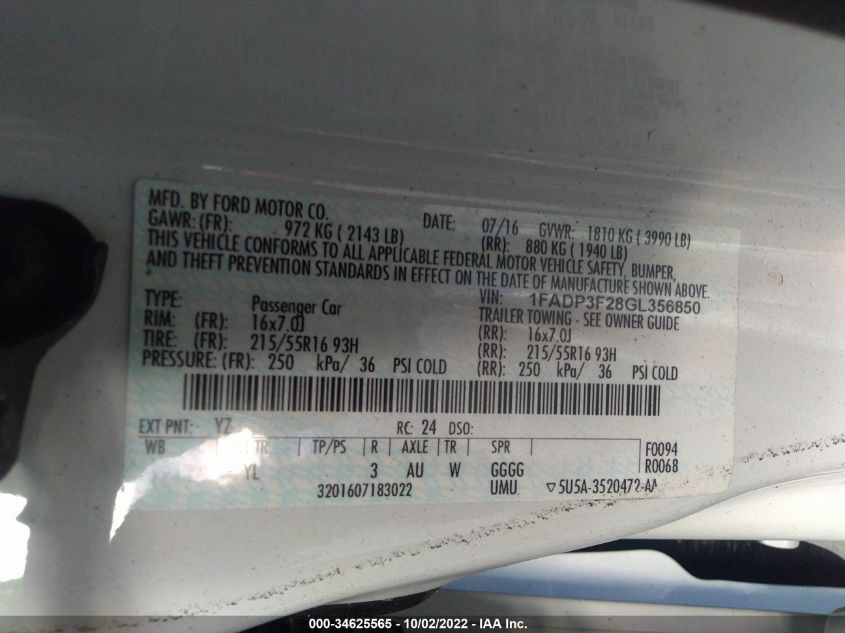 MFD. BY FORD MOTOR CO.
DATE: 07/16 GVWR: 1810 KG ( 3990 LB)
GAWR: (FR): 972 KG ( 2143 LB) (RR): 880 KG ( 1940 LB)
THIS VEHICLE CONFORMS TO ALL APPLICABLE FEDERAL MOTOR VEHICLE SAFETY, BUMPER,
AND THEFT PREVENTION STANDARDS IN EFFECT ON THE DATE OF MANUFACTURE SHOWN ABOVE.
VIN: 1FADP3F28GL356850
TYPE: Passenger Car TRAILER TOWING - SEE OWNER GUIDE
RIM: (FR): 16x7.0J (RR): 16x7.0J
TIRE: (FR): 215/55R16 93H (RR): 215/55R16 93H
PRESSURE: (FR): 250 kPa/ 36 PSI COLD (RR): 250 kPa/ 36 PSI COLD
EXT PNT: YZ RC: 24 DSO:
WB TR TP/PS R AXLE TR SPR F0094
YL 3 AU W GGGG R0068
3201607183022 UMU ▽5U5A-3520472-AA
000-34625565 - 10/02/2022 - IAA Inc.